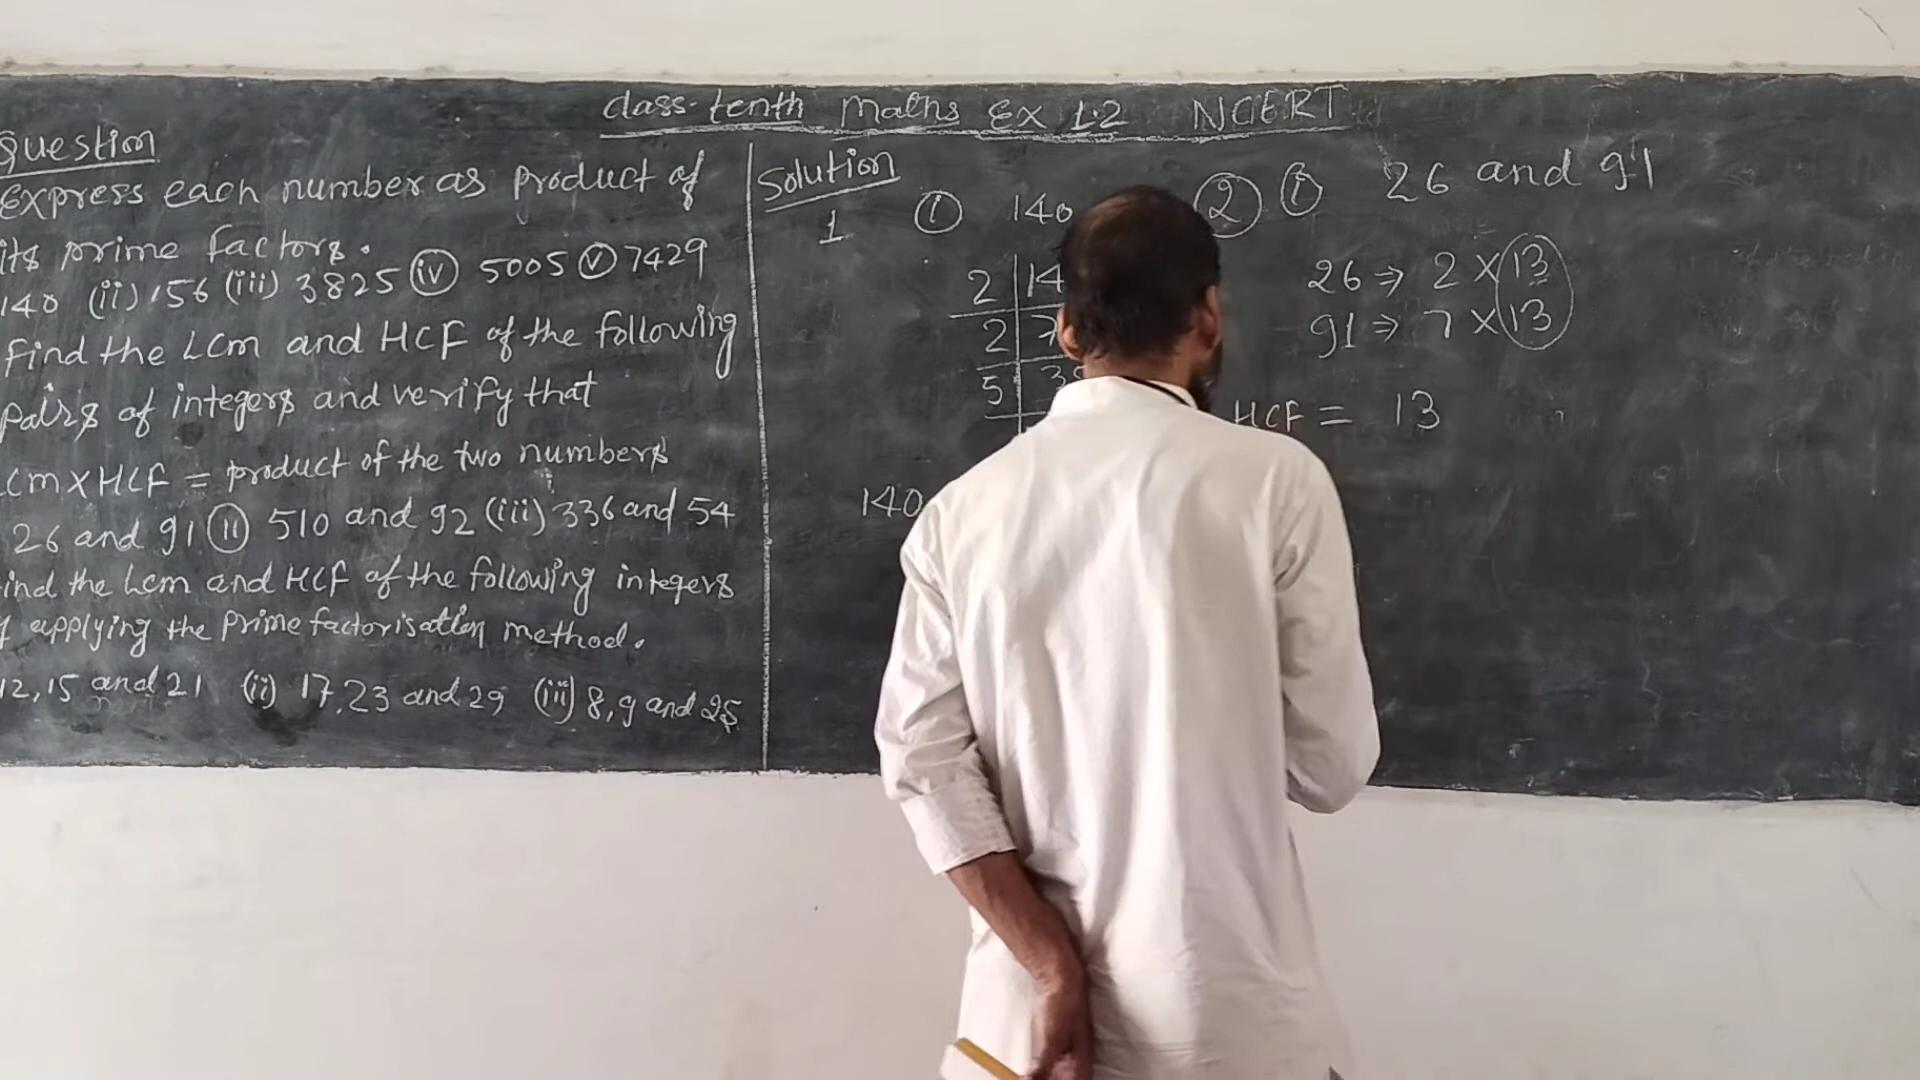 class-tenth Maths Ex 1.2 NCERT
Question
Express each number as product of
its prime factors.
140 (ii) 156 (iii) 3825 (iv) 5005 (v) 7429
Find the LCM and HCF of the following
pairs of integers and verify that
LCM X HCF = product of the two numbers
26 and 91 (ii) 510 and 92 (iii) 336 and 54
ind the Lcm and HCF of the following integers
applying the Prime factorisation method.
12, 15 and 21 (ii) 17, 23 and 29 (iii) 8, 9 and 25
Solution
1 (i) 140
2 | 14
2 | 7
5 | 35
140
(2) (i) 26 and 91
26 ⇒ 2 X 13
91 ⇒ 7 X 13
HCF = 13